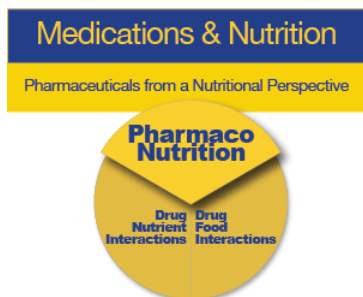 Medications & Nutrition
Pharmaceuticals from a Nutritional Perspective
Pharmaco
Nutrition
Drug
Nutrient
Interactions
Drug
Food
Interactions